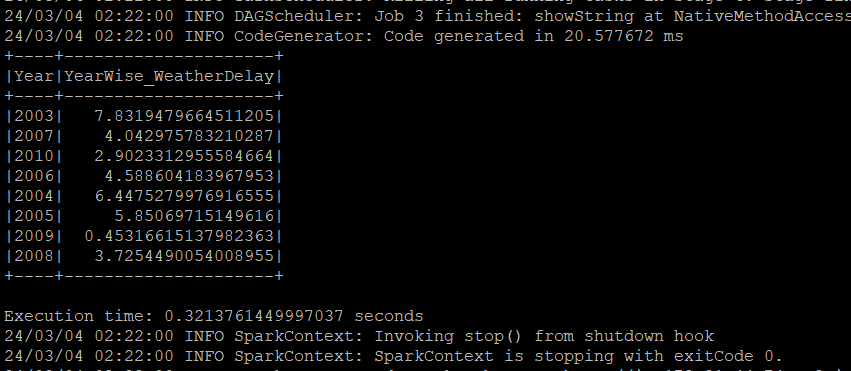 24/03/04 02:22:00 INFO DAGScheduler: Job 3 finished: showString at NativeMethodAccess
24/03/04 02:22:00 INFO CodeGenerator: Code generated in 20.577672 ms
+----+---------------------+
|Year|YearWise_WeatherDelay|
+----+---------------------+
|2003|   7.8319479664511205|
|2007|    4.042975783210287|
|2010|   2.9023312955584664|
|2006|    4.588604183967953|
|2004|   6.4475279976916555|
|2005|     5.85069715149616|
|2009|  0.45316615137982363|
|2008|   3.7254490054008955|
+----+---------------------+
Execution time: 0.3213761449997037 seconds
24/03/04 02:22:00 INFO SparkContext: Invoking stop() from shutdown hook
24/03/04 02:22:00 INFO SparkContext: SparkContext is stopping with exitCode 0.